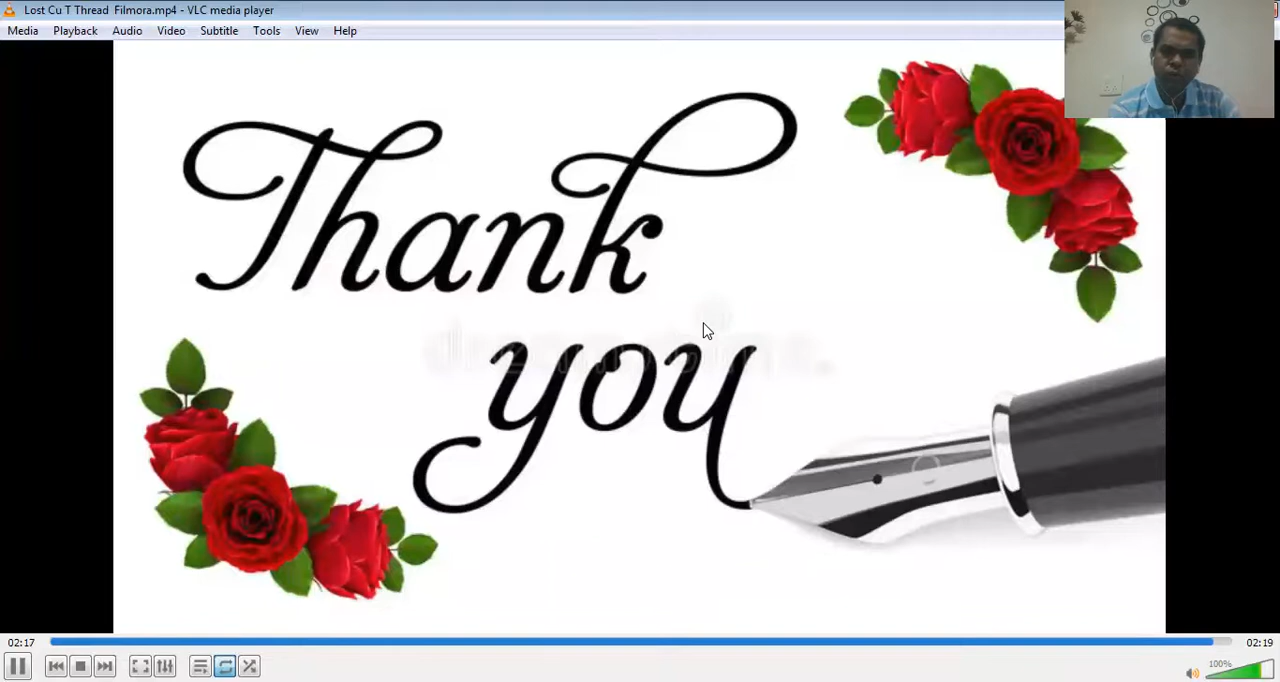 Lost Cu T Thread  Filmora.mp4 - VLC media player
Media Playback Audio Video Subtitle Tools View Help
Thank
you
02:17
02:19
100%